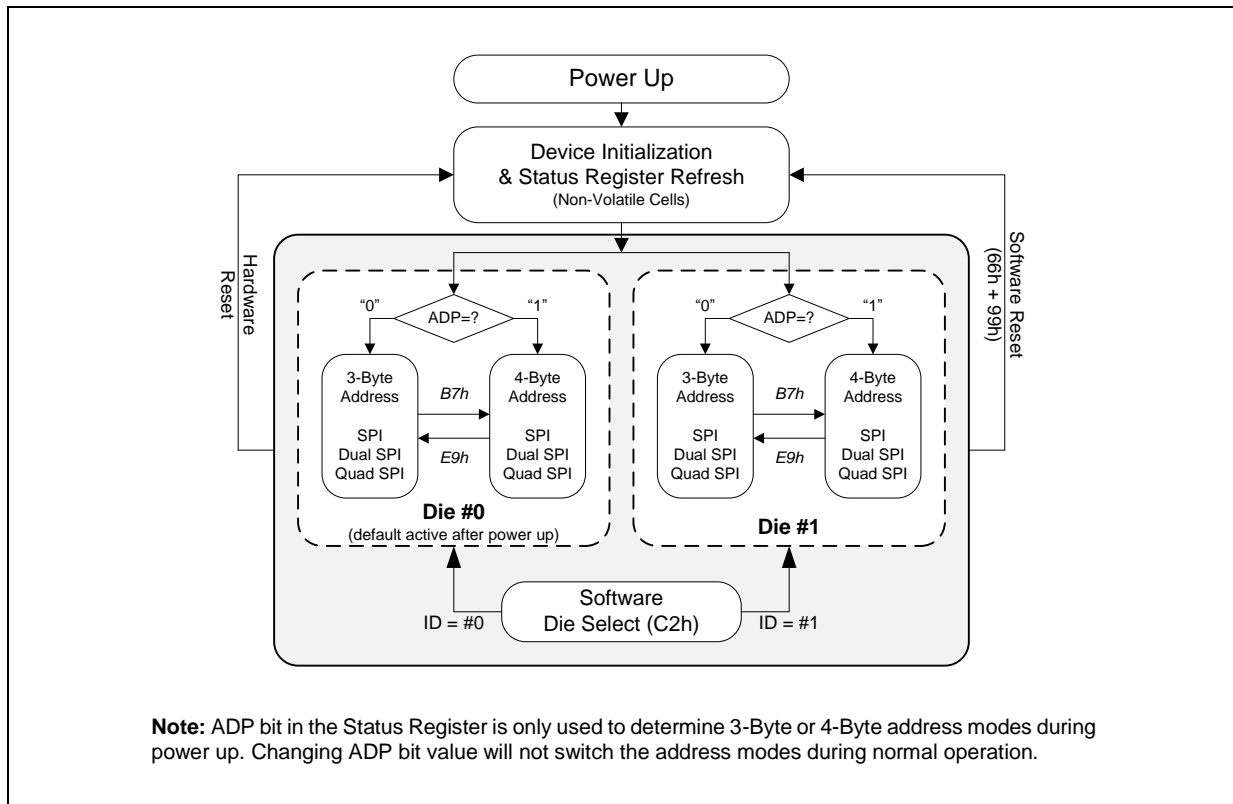 Power Up
Device Initialization
& Status Register Refresh
(Non-Volatile Cells)
Hardware
Reset
Software Reset
(66h + 99h)
“0”
ADP=?
“1”
3-Byte
Address
SPI
Dual SPI
Quad SPI
B7h
E9h
4-Byte
Address
SPI
Dual SPI
Quad SPI
Die #0
(default active after power up)
“0”
ADP=?
“1”
3-Byte
Address
SPI
Dual SPI
Quad SPI
B7h
E9h
4-Byte
Address
SPI
Dual SPI
Quad SPI
Die #1
Software
Die Select (C2h)
ID = #0
ID = #1
Note: ADP bit in the Status Register is only used to determine 3-Byte or 4-Byte address modes during
power up. Changing ADP bit value will not switch the address modes during normal operation.